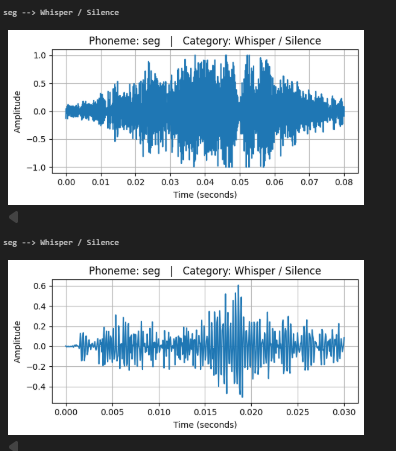 seg --> Whisper / Silence
Phoneme: seg | Category: Whisper / Silence
1.0
0.5
0.0
−0.5
−1.0
Amplitude
0.00 0.01 0.02 0.03 0.04 0.05 0.06 0.07 0.08
Time (seconds)
seg --> Whisper / Silence
Phoneme: seg | Category: Whisper / Silence
0.6
0.4
0.2
0.0
−0.2
−0.4
Amplitude
0.000 0.005 0.010 0.015 0.020 0.025 0.030
Time (seconds)